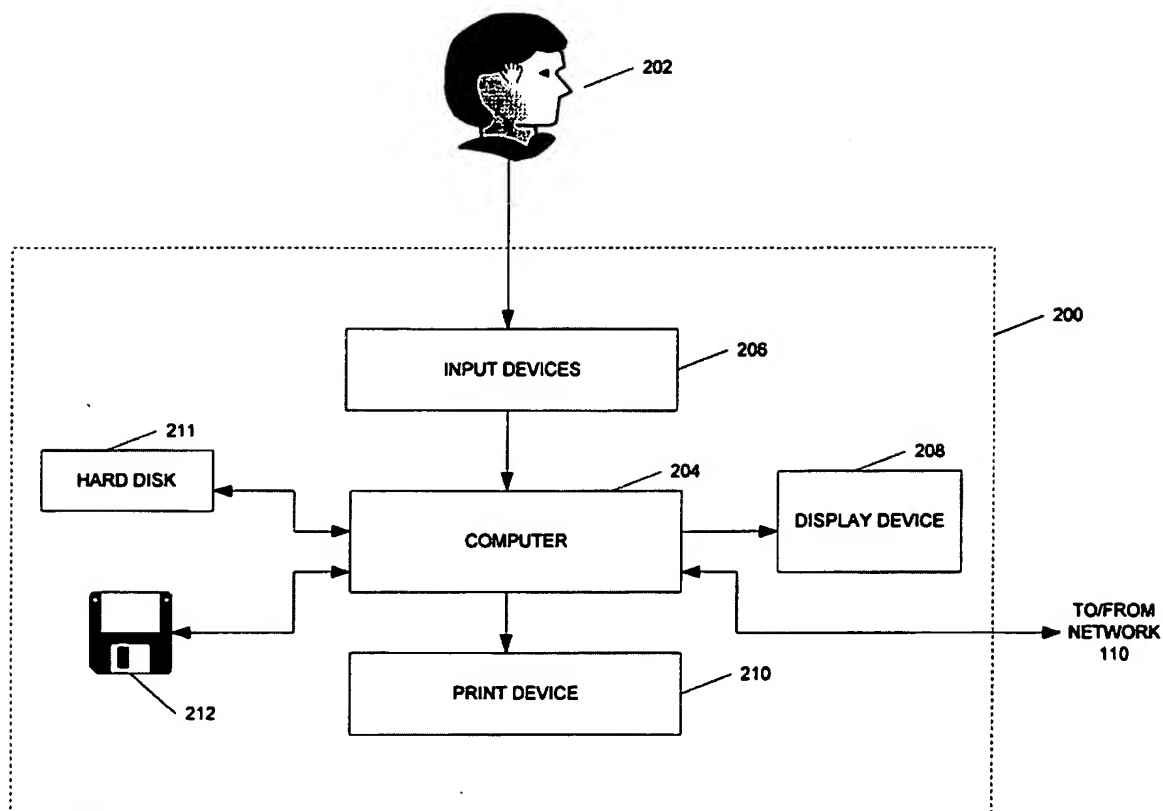 202
200
INPUT DEVICES
206
211
HARD DISK
204
COMPUTER
208
DISPLAY DEVICE
TO/FROM
NETWORK
110
212
PRINT DEVICE
210